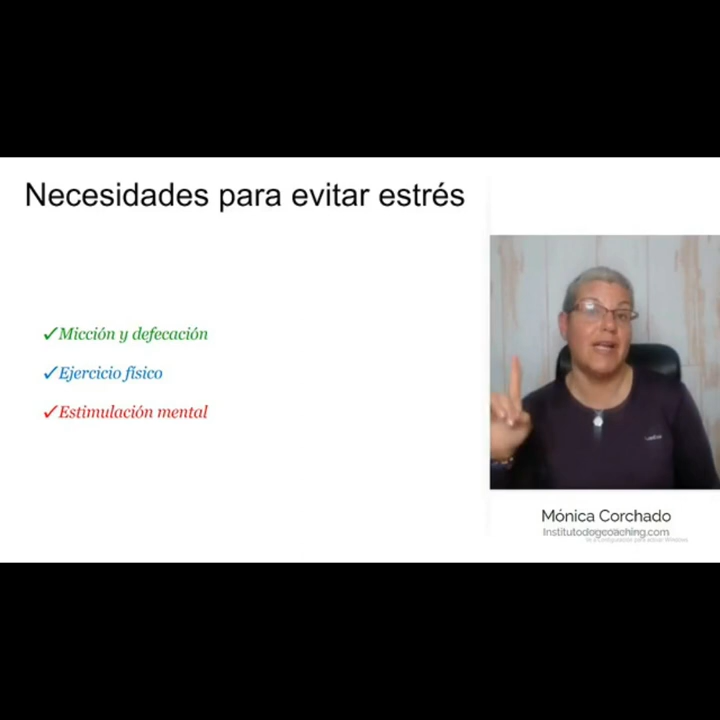 Necesidades para evitar estrés
✓Micción y defecación
✓Ejercicio físico
✓Estimulación mental
Mónica Corchado
Institutodogcoaching.com